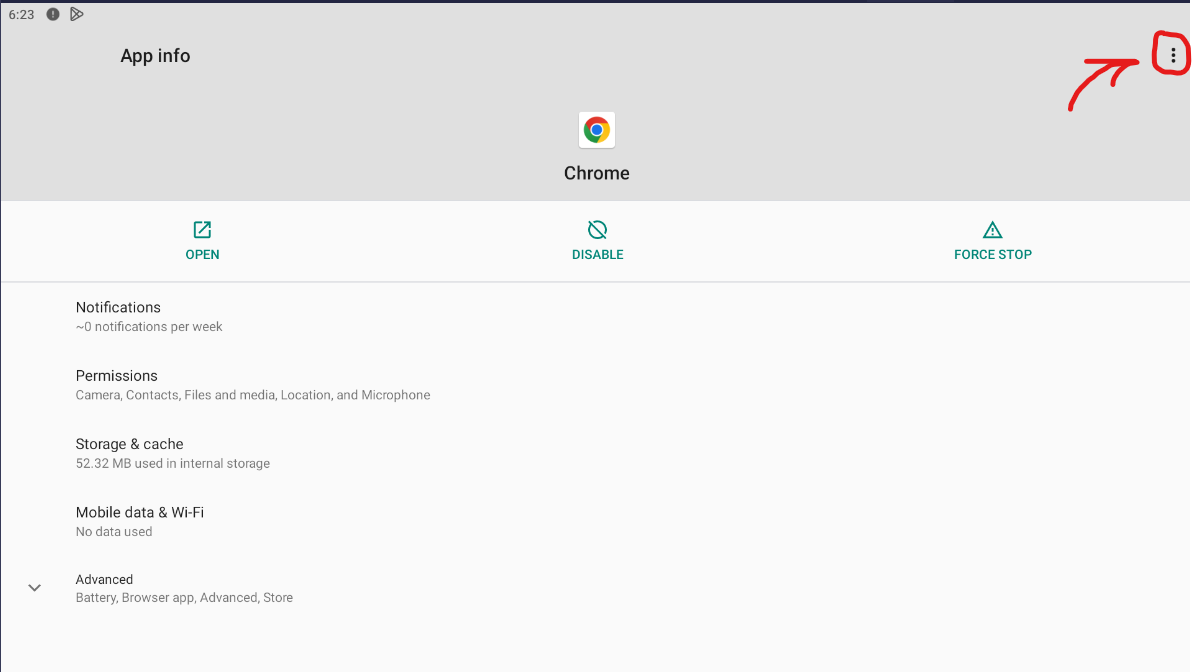 6:23
App info
Chrome
OPEN
DISABLE
FORCE STOP
Notifications
~0 notifications per week
Permissions
Camera, Contacts, Files and media, Location, and Microphone
Storage & cache
52.32 MB used in internal storage
Mobile data & Wi-Fi
No data used
Advanced
Battery, Browser app, Advanced, Store